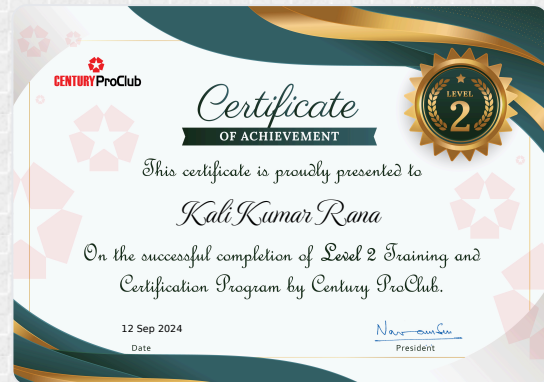 CENTURY ProClub
Certificate
OF ACHIEVEMENT
LEVEL
2
This certificate is proudly presented to
Kali Kumar Rana
On the successful completion of Level 2 Training and
Certification Program by Century ProClub.
12 Sep 2024
Date
President